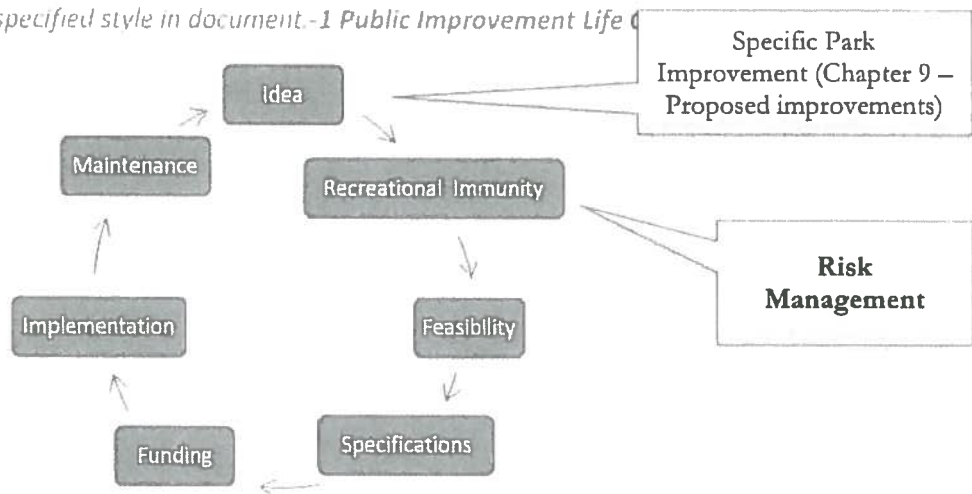 specified style in document.-1 Public Improvement Life
Specific Park
Improvement (Chapter 9 –
Proposed improvements)
Idea
Maintenance
Recreational Immunity
Risk
Management
Implementation
Feasibility
Specifications
Funding